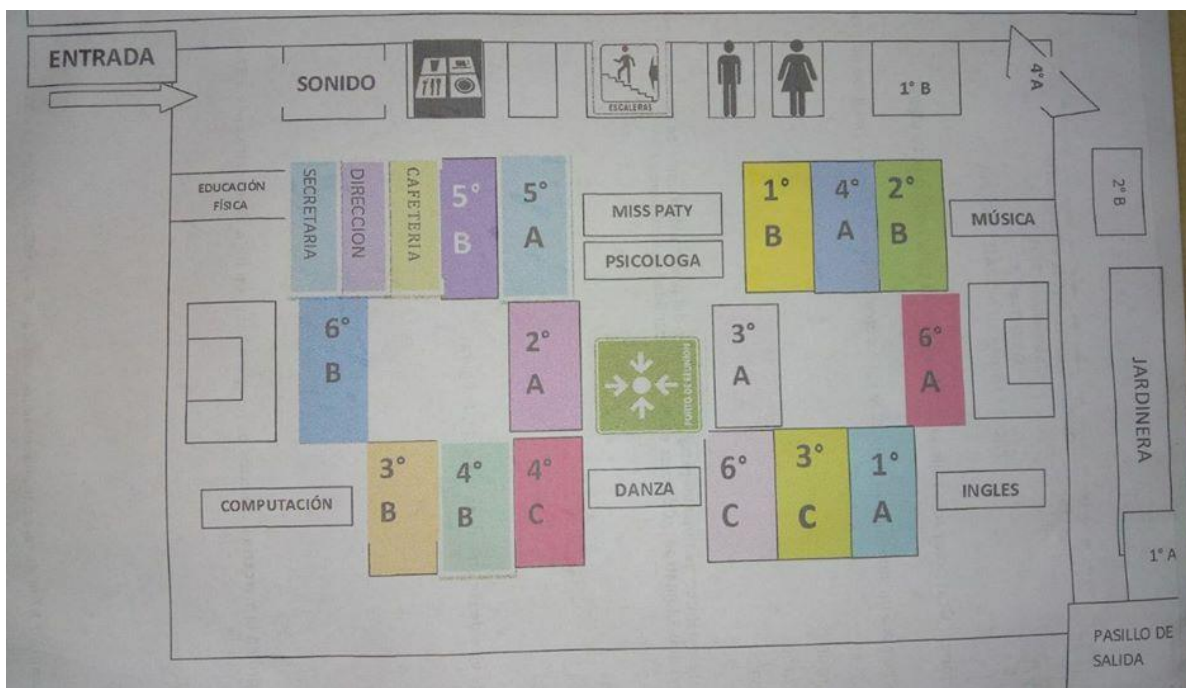 ENTRADA
SONIDO
ESCALERAS
1° B
4° A
EDUCACIÓN
FÍSICA
SECRETARIA
DIRECCION
CAFETERIA
5°
B
5°
A
MISS PATY
PSICOLOGA
1°
B
4°
A
2°
B
MÚSICA
2° B
6°
B
2°
A
PUNTO DE REUNION
3°
A
6°
A
JARDINERA
COMPUTACIÓN
3°
B
4°
B
4°
C
DANZA
6°
C
3°
C
1°
A
INGLES
1° A
PASILLO DE
SALIDA